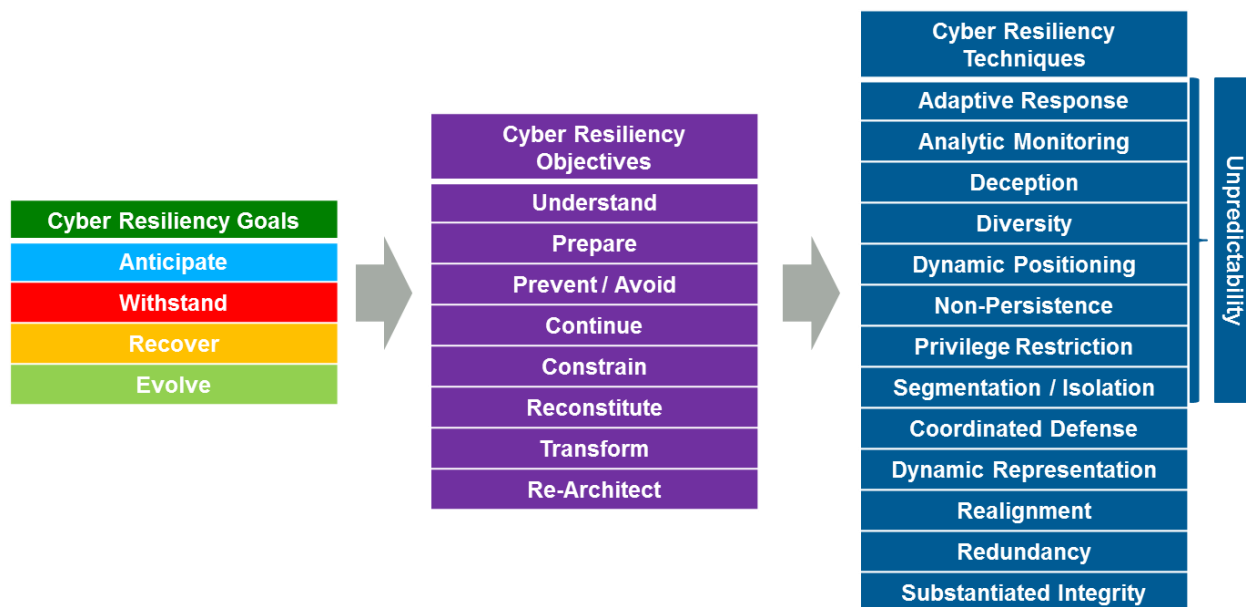 Cyber Resiliency Goals
Anticipate
Withstand
Recover
Evolve
Cyber Resiliency
Objectives
Understand
Prepare
Prevent / Avoid
Continue
Constrain
Reconstitute
Transform
Re-Architect
Cyber Resiliency
Techniques
Adaptive Response
Analytic Monitoring
Deception
Diversity
Dynamic Positioning
Non-Persistence
Privilege Restriction
Segmentation / Isolation
Coordinated Defense
Dynamic Representation
Realignment
Redundancy
Substantiated Integrity
Unpredictability